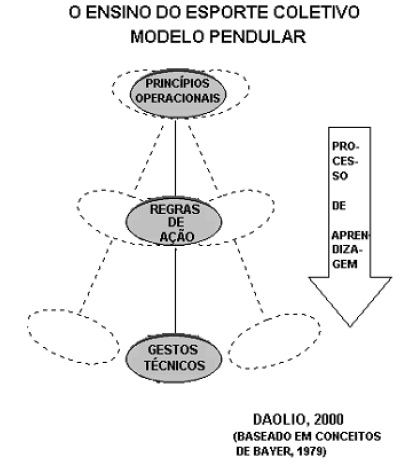 O ENSINO DO ESPORTE COLETIVO
MODELO PENDULAR
PRINCÍPIOS
OPERACIONAIS
REGRAS
DE
AÇÃO
GESTOS
TÉCNICOS
PRO-
CES-
SO
DE
APREN-
DIZA-
GEM
DAOLIO, 2000
(BASEADO EM CONCEITOS
DE BAYER, 1979)